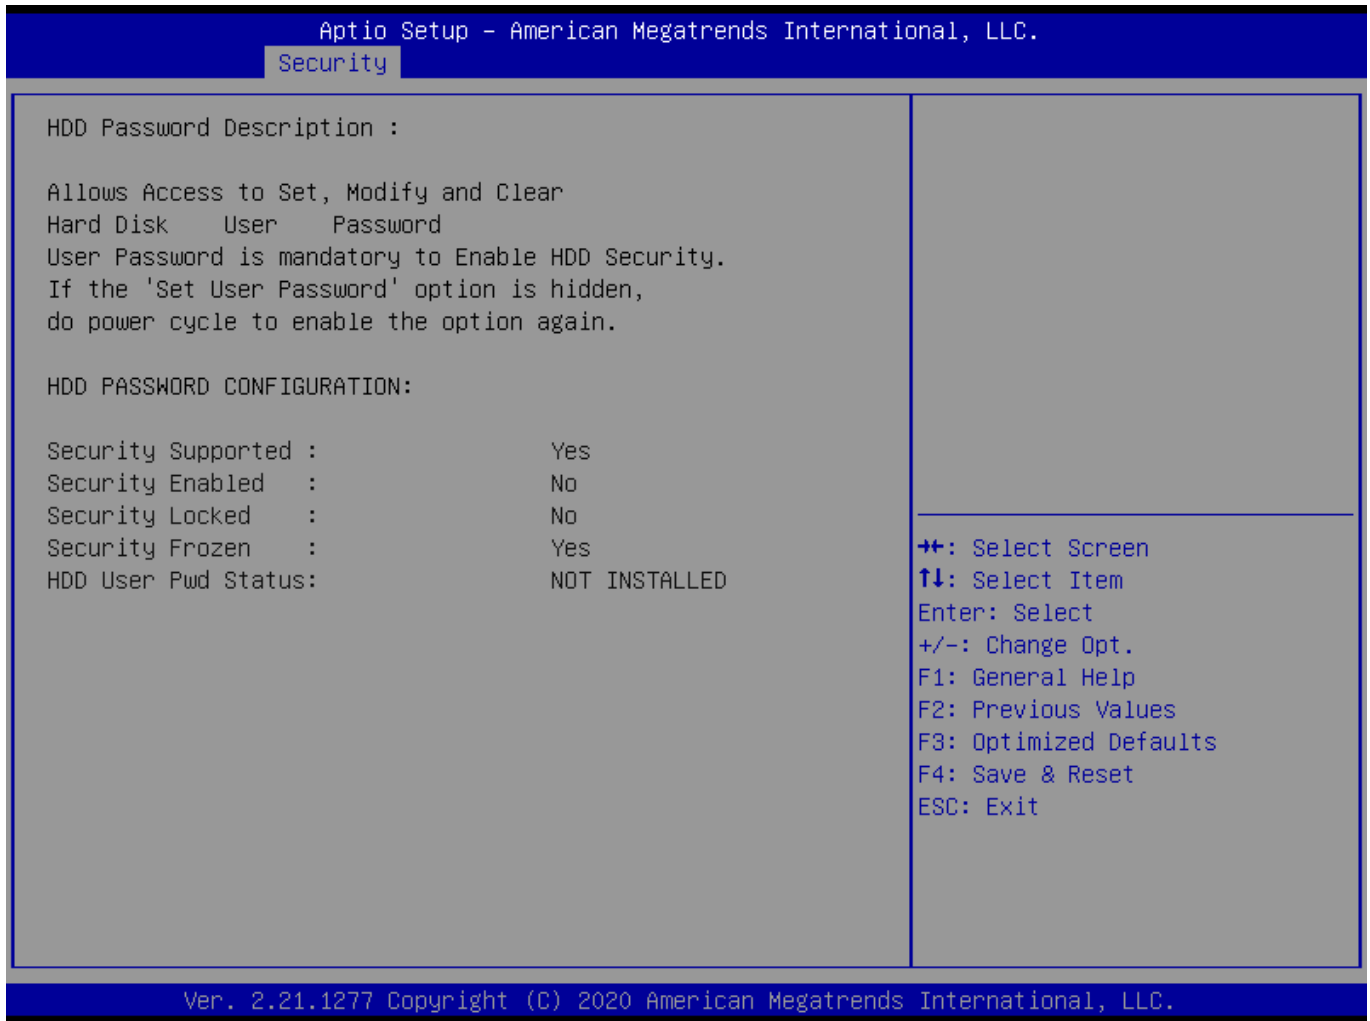 Aptio Setup – American Megatrends International, LLC.
Security
HDD Password Description :
Allows Access to Set, Modify and Clear
Hard Disk    User    Password
User Password is mandatory to Enable HDD Security.
If the 'Set User Password' option is hidden,
do power cycle to enable the option again.
HDD PASSWORD CONFIGURATION:
Security Supported :    Yes
Security Enabled   :    No
Security Locked    :    No
Security Frozen    :    Yes
HDD User Pwd Status:    NOT INSTALLED
→←: Select Screen
↑↓: Select Item
Enter: Select
+/-: Change Opt.
F1: General Help
F2: Previous Values
F3: Optimized Defaults
F4: Save & Reset
ESC: Exit
Ver. 2.21.1277 Copyright (C) 2020 American Megatrends International, LLC.